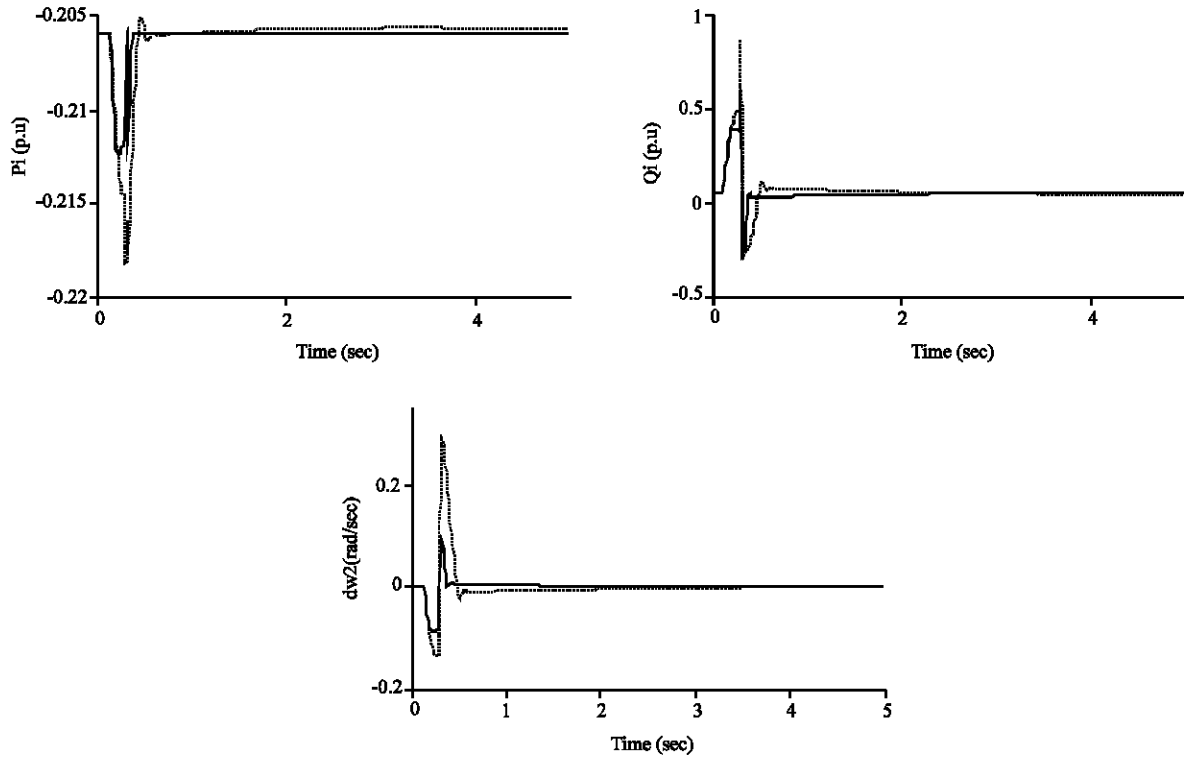 -0.205
-0.21
-0.215
-0.22
Pi (p.u)
0 2 4
Time (sec)
1
0.5
0
-0.5
Qi (p.u)
0 2 4
Time (sec)
0.2
0
-0.2
dw2(rad/sec)
0 1 2 3 4 5
Time (sec)